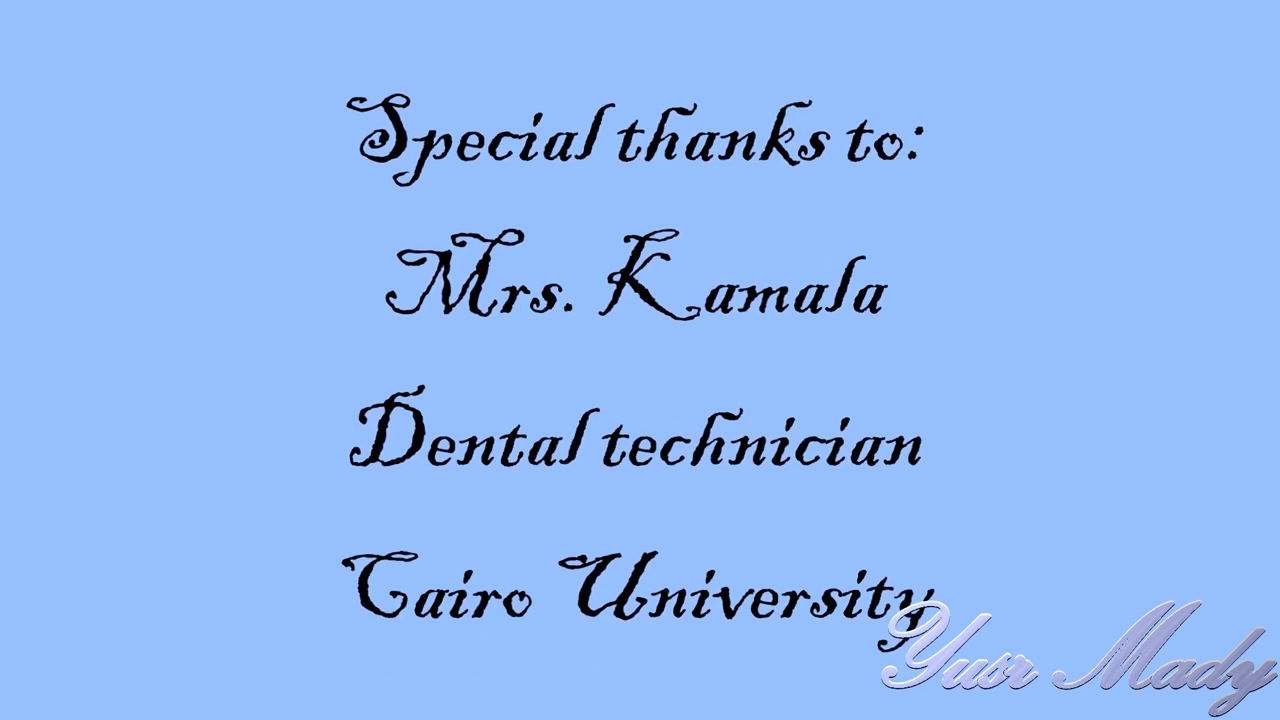 Special thanks to:
Mrs. Kamala
Dental technician
Cairo University
Yusr Mady